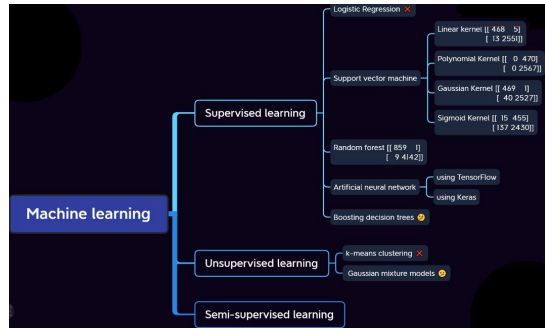 Logistic Regression ❌
Linear kernel [[ 468 5]
[ 13 2551]]
Polynomial Kernel [[ 0 470]
[ 0 2567]]
Support vector machine
Gaussian Kernel [[ 469 1]
[ 40 2527]]
Sigmoid Kernel [[ 15 455]
[137 2430]]
Supervised learning
Random forest [[ 859 1]
[ 9 4142]]
Artificial neural network
using TensorFlow
using Keras
Boosting decision trees 😕
Machine learning
Unsupervised learning
k-means clustering ❌
Gaussian mixture models 😕
Semi-supervised learning